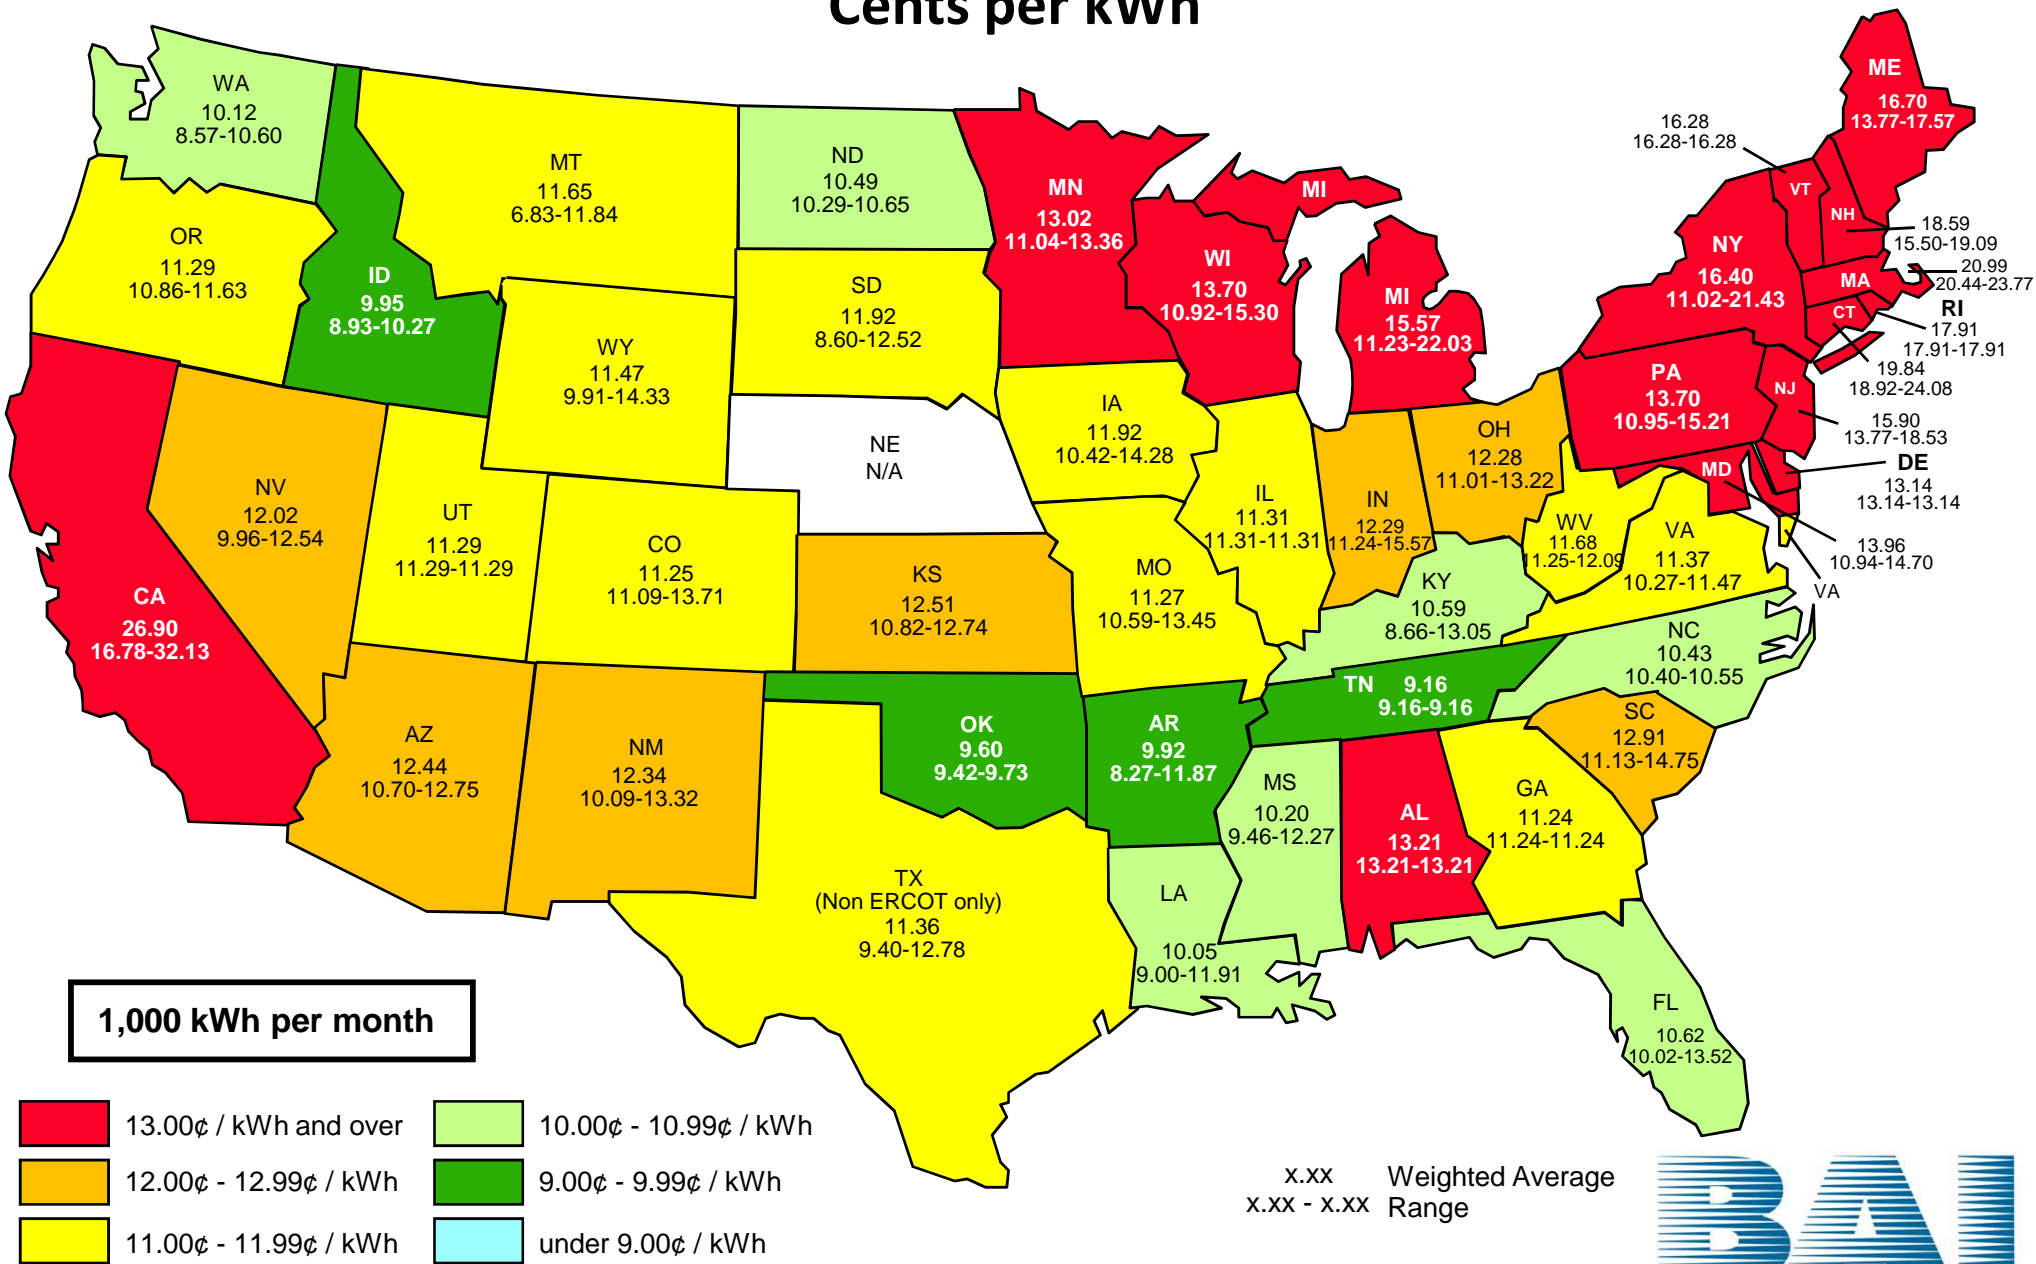 Cents per kWh
WA
10.12
8.57-10.60
MT
11.65
6.83-11.84
ND
10.49
10.29-10.65
MN
13.02
11.04-13.36
MI
WI
13.70
10.92-15.30
MI
15.57
11.23-22.03
ME
16.70
13.77-17.57
16.28
16.28-16.28
VT
NH
18.59
15.50-19.09
NY
16.40
11.02-21.43
MA
20.99
20.44-23.77
CT
RI
17.91
17.91-17.91
19.84
18.92-24.08
OR
11.29
10.86-11.63
ID
9.95
8.93-10.27
WY
11.47
9.91-14.33
SD
11.92
8.60-12.52
NE
N/A
IA
11.92
10.42-14.28
PA
13.70
10.95-15.21
NJ
15.90
13.77-18.53
DE
13.14
13.14-13.14
MD
13.96
10.94-14.70
NV
12.02
9.96-12.54
UT
11.29
11.29-11.29
CO
11.25
11.09-13.71
KS
12.51
10.82-12.74
MO
11.27
10.59-13.45
IL
11.31
11.31-11.31
IN
12.29
11.24-15.57
OH
12.28
11.01-13.22
WV
11.68
11.25-12.09
VA
11.37
10.27-11.47
VA
KY
10.59
8.66-13.05
CA
26.90
16.78-32.13
NC
10.43
10.40-10.55
TN 9.16
9.16-9.16
AZ
12.44
10.70-12.75
NM
12.34
10.09-13.32
OK
9.60
9.42-9.73
AR
9.92
8.27-11.87
SC
12.91
11.13-14.75
MS
10.20
9.46-12.27
AL
13.21
13.21-13.21
GA
11.24
11.24-11.24
TX
(Non ERCOT only)
11.36
9.40-12.78
LA
10.05
9.00-11.91
FL
10.62
10.02-13.52
1,000 kWh per month
13.00¢ / kWh and over
12.00¢ - 12.99¢ / kWh
11.00¢ - 11.99¢ / kWh
10.00¢ - 10.99¢ / kWh
9.00¢ - 9.99¢ / kWh
under 9.00¢ / kWh
x.xx Weighted Average
x.xx - x.xx Range
BAI